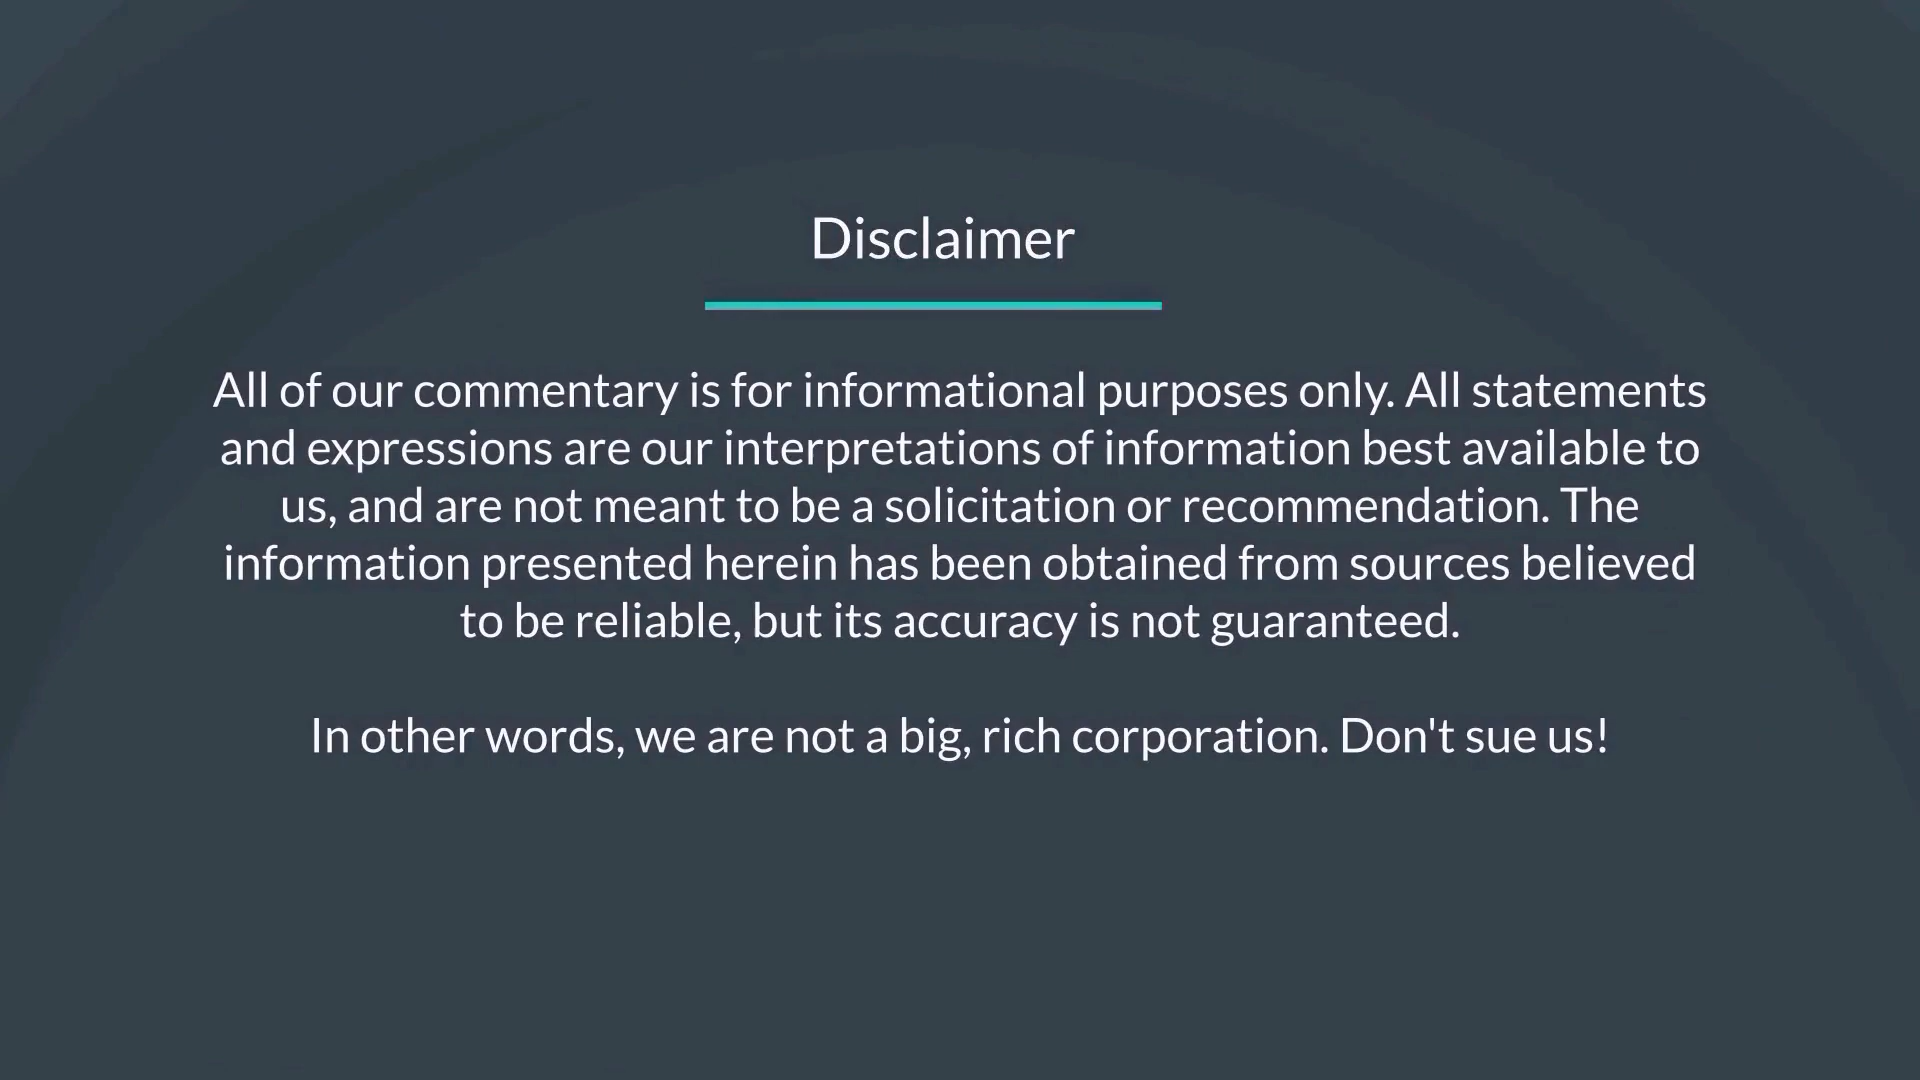 Disclaimer
All of our commentary is for informational purposes only. All statements
and expressions are our interpretations of information best available to
us, and are not meant to be a solicitation or recommendation. The
information presented herein has been obtained from sources believed
to be reliable, but its accuracy is not guaranteed.
In other words, we are not a big, rich corporation. Don't sue us!